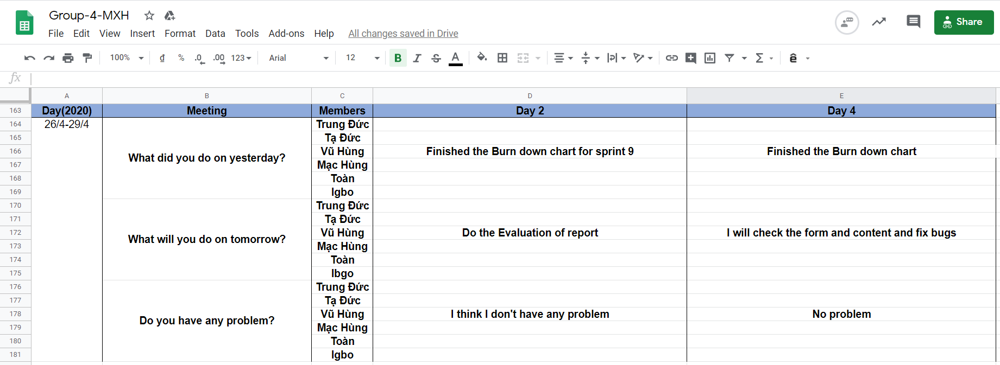 Group-4-MXH
File Edit View Insert Format Data Tools Add-ons Help All changes saved in Drive
Share
100% đ % .0 .00 123 Arial 12 B I S A Σ ê
fx
A B C D E
163 Day(2020) Meeting Members Day 2 Day 4
164 26/4-29/4 Trung Đức
165 Tạ Đức
166 Vũ Hùng Finished the Burn down chart for sprint 9 Finished the Burn down chart
What did you do on yesterday?
167 Mạc Hùng
168 Toàn
169 Igbo
170 Trung Đức
171 Tạ Đức
172 Vũ Hùng Do the Evaluation of report I will check the form and content and fix bugs
What will you do on tomorrow?
173 Mạc Hùng
174 Toàn
175 Ibgo
176 Trung Đức
177 Tạ Đức
178 Vũ Hùng I think I don't have any problem No problem
Do you have any problem?
179 Mạc Hùng
180 Toàn
181 Igbo